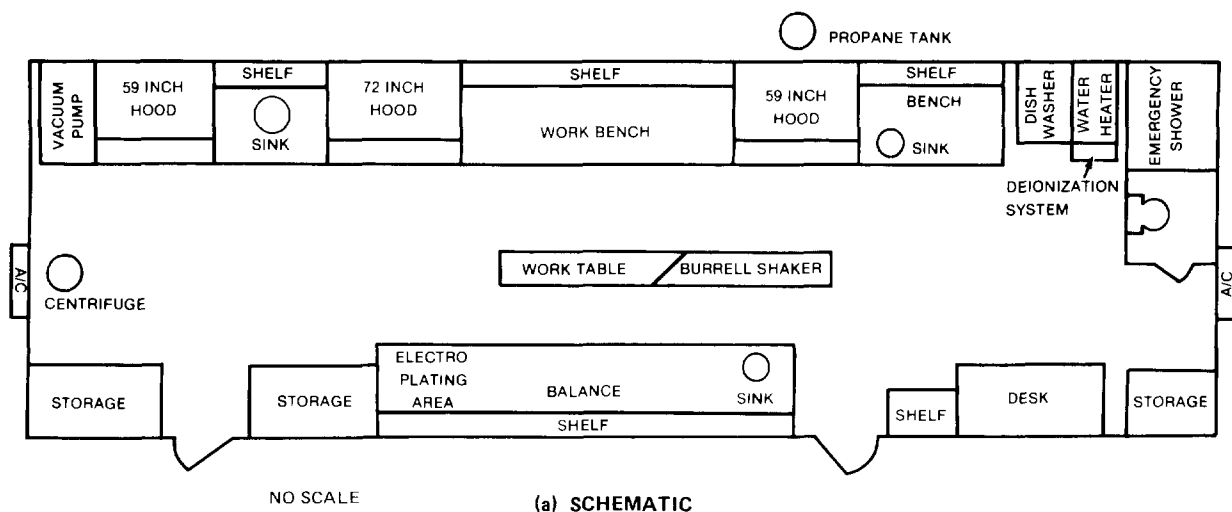 PROPANE TANK
VACUUM
PUMP
59 INCH
HOOD
SHELF
SINK
72 INCH
HOOD
SHELF
WORK BENCH
59 INCH
HOOD
SHELF
BENCH
SINK
DISH
WASHER
WATER
HEATER
EMERGENCY
SHOWER
DEIONIZATION
SYSTEM
A/C
CENTRIFUGE
WORK TABLE
BURRELL SHAKER
A/C
STORAGE
STORAGE
ELECTRO
PLATING
AREA
BALANCE
SINK
SHELF
SHELF
DESK
STORAGE
NO SCALE
(a) SCHEMATIC